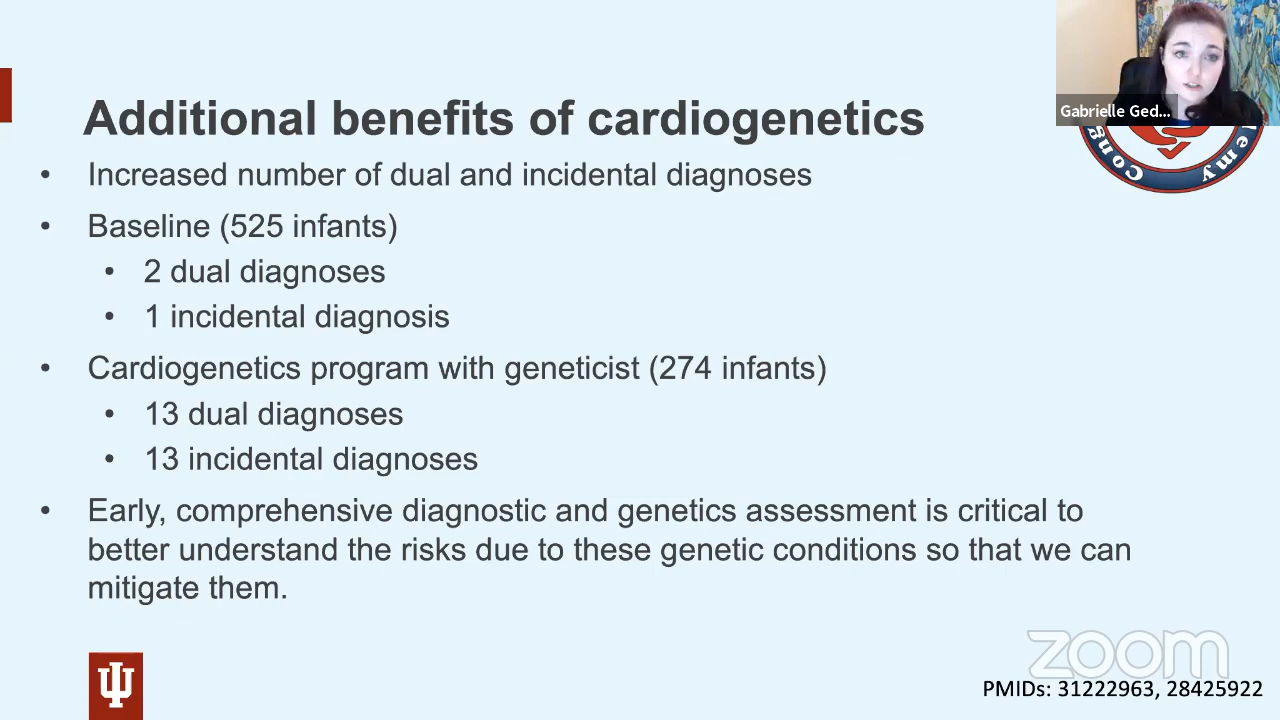 Gabrielle Ged...
Additional benefits of cardiogenetics
• Increased number of dual and incidental diagnoses
• Baseline (525 infants)
• 2 dual diagnoses
• 1 incidental diagnosis
• Cardiogenetics program with geneticist (274 infants)
• 13 dual diagnoses
• 13 incidental diagnoses
• Early, comprehensive diagnostic and genetics assessment is critical to
better understand the risks due to these genetic conditions so that we can
mitigate them.
zoom
PMIDs: 31222963, 28425922